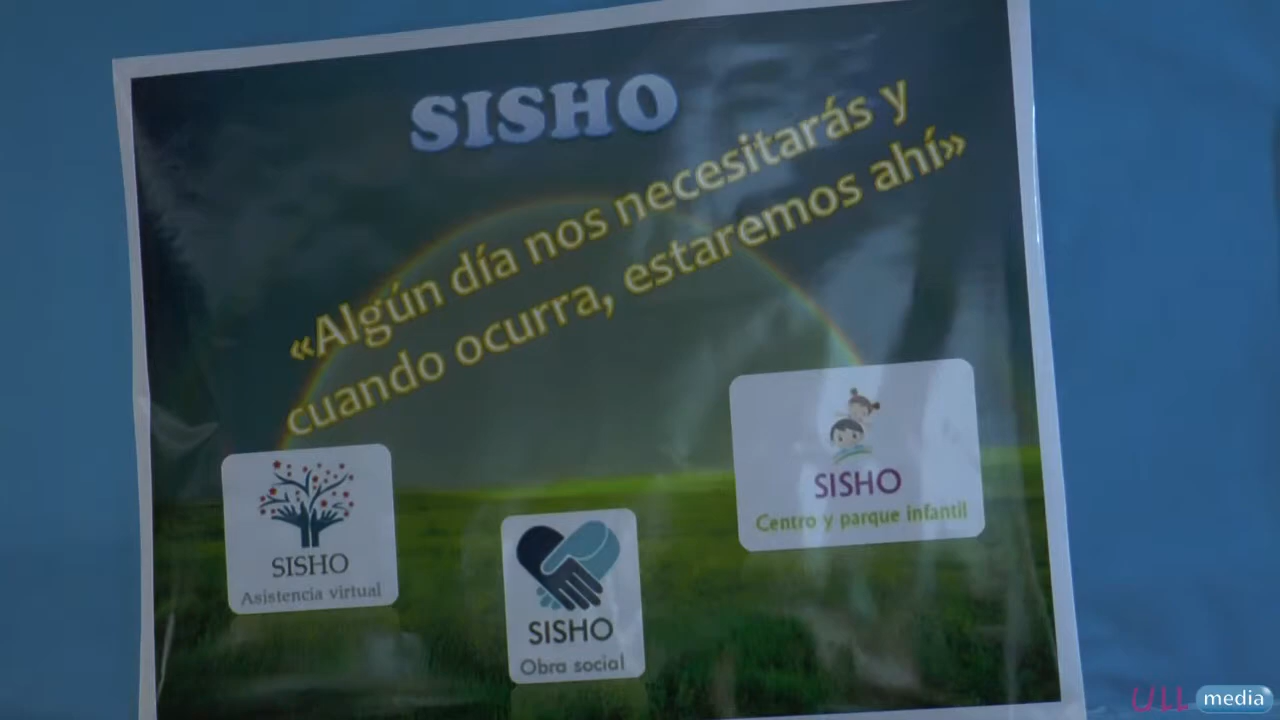 SISHO
«Algún día nos necesitarás y
cuando ocurra, estaremos ahí»
SISHO
Asistencia virtual
SISHO
Obra social
SISHO
Centro y parque infantil
ULL media